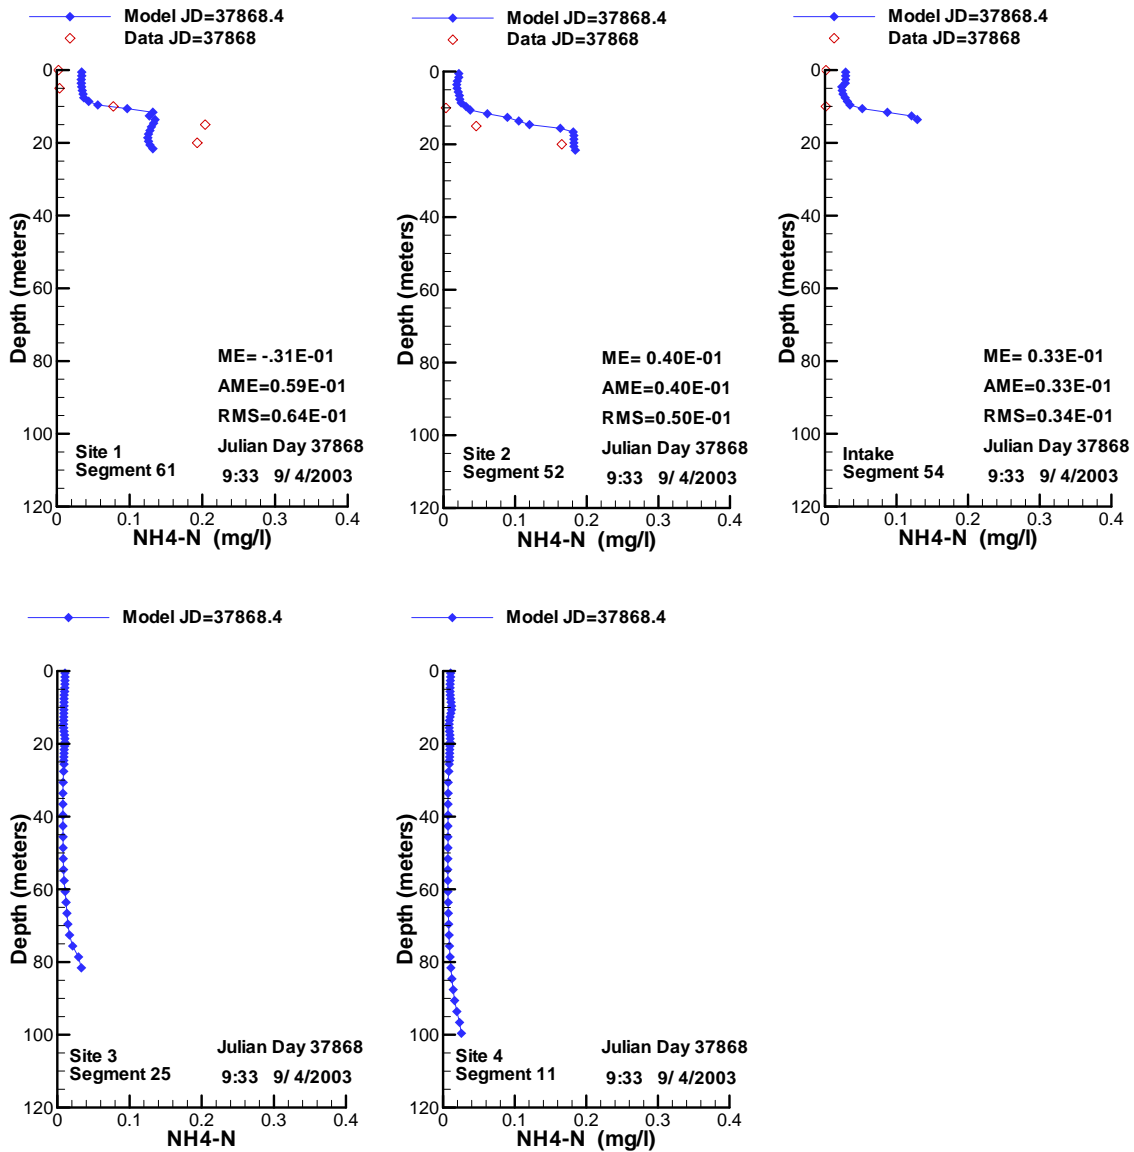 Model JD=37868.4
Data JD=37868
0
20
40
60
80
100
120
Depth (meters)
ME= -.31E-01
AME=0.59E-01
RMS=0.64E-01
Site 1
Segment 61
Julian Day 37868
9:33 9/ 4/2003
0 0.1 0.2 0.3 0.4
NH4-N (mg/l)
Model JD=37868.4
Data JD=37868
0
20
40
60
80
100
120
Depth (meters)
ME= 0.40E-01
AME=0.40E-01
RMS=0.50E-01
Site 2
Segment 52
Julian Day 37868
9:33 9/ 4/2003
0 0.1 0.2 0.3 0.4
NH4-N (mg/l)
Model JD=37868.4
Data JD=37868
0
20
40
60
80
100
120
Depth (meters)
ME= 0.33E-01
AME=0.33E-01
RMS=0.34E-01
Intake
Segment 54
Julian Day 37868
9:33 9/ 4/2003
0 0.1 0.2 0.3 0.4
NH4-N (mg/l)
Model JD=37868.4
0
20
40
60
80
100
120
Depth (meters)
Site 3
Segment 25
Julian Day 37868
9:33 9/ 4/2003
0 0.1 0.2 0.3 0.4
NH4-N
Model JD=37868.4
0
20
40
60
80
100
120
Depth (meters)
Site 4
Segment 11
Julian Day 37868
9:33 9/ 4/2003
0 0.1 0.2 0.3 0.4
NH4-N (mg/l)